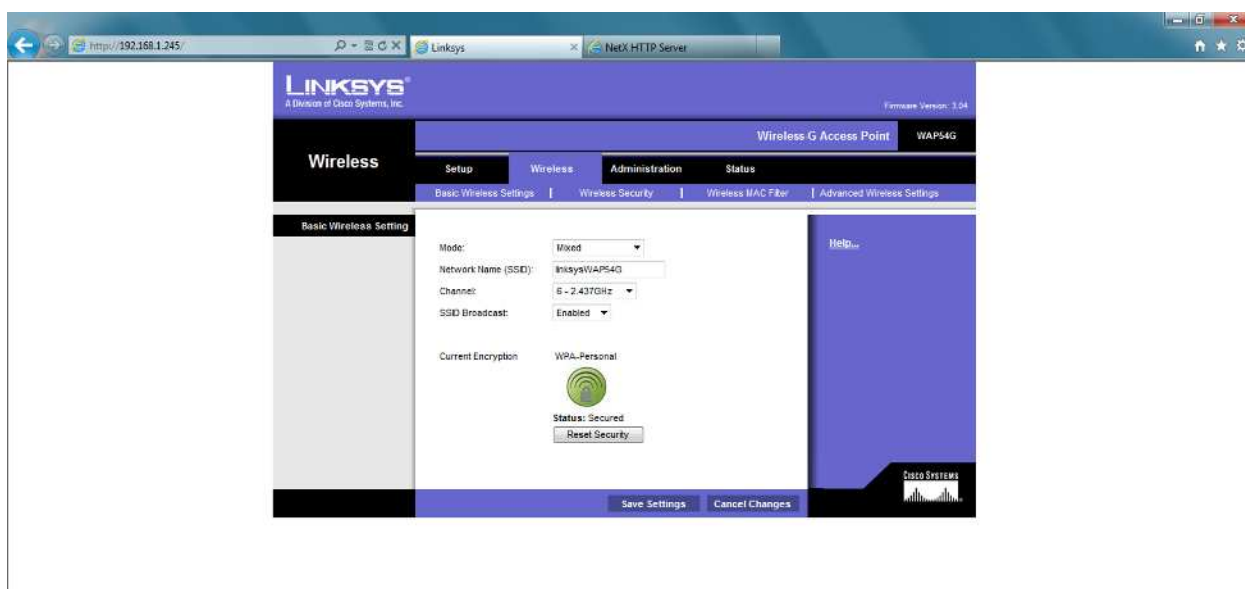 http://192.168.1.245/
Linksys
NetX HTTP Server
LINKSYS®
A Division of Cisco Systems, Inc.
Firmware Version: 3.04
Wireless G Access Point
WAP54G
Wireless
Setup
Wireless
Administration
Status
Basic Wireless Settings | Wireless Security | Wireless MAC Filter | Advanced Wireless Settings
Basic Wireless Setting
Help...
Mode: Mixed
Network Name (SSID): linksysWAP54G
Channel: 6 - 2.437GHz
SSID Broadcast: Enabled
Current Encryption WPA-Personal
Status: Secured
Reset Security
CISCO SYSTEMS
Save Settings
Cancel Changes